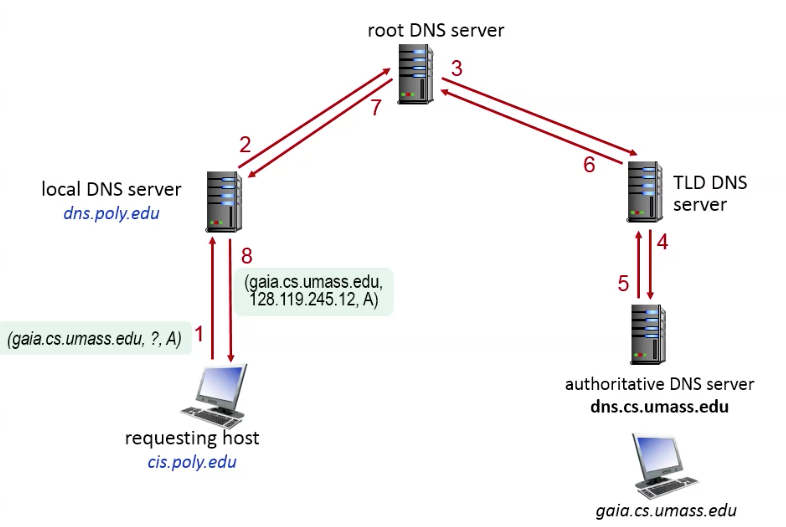 root DNS server
3
7
2
6
local DNS server
dns.poly.edu
TLD DNS
server
8
4
5
(gaia.cs.umass.edu,
128.119.245.12, A)
1
(gaia.cs.umass.edu, ?, A)
authoritative DNS server
dns.cs.umass.edu
requesting host
cis.poly.edu
gaia.cs.umass.edu